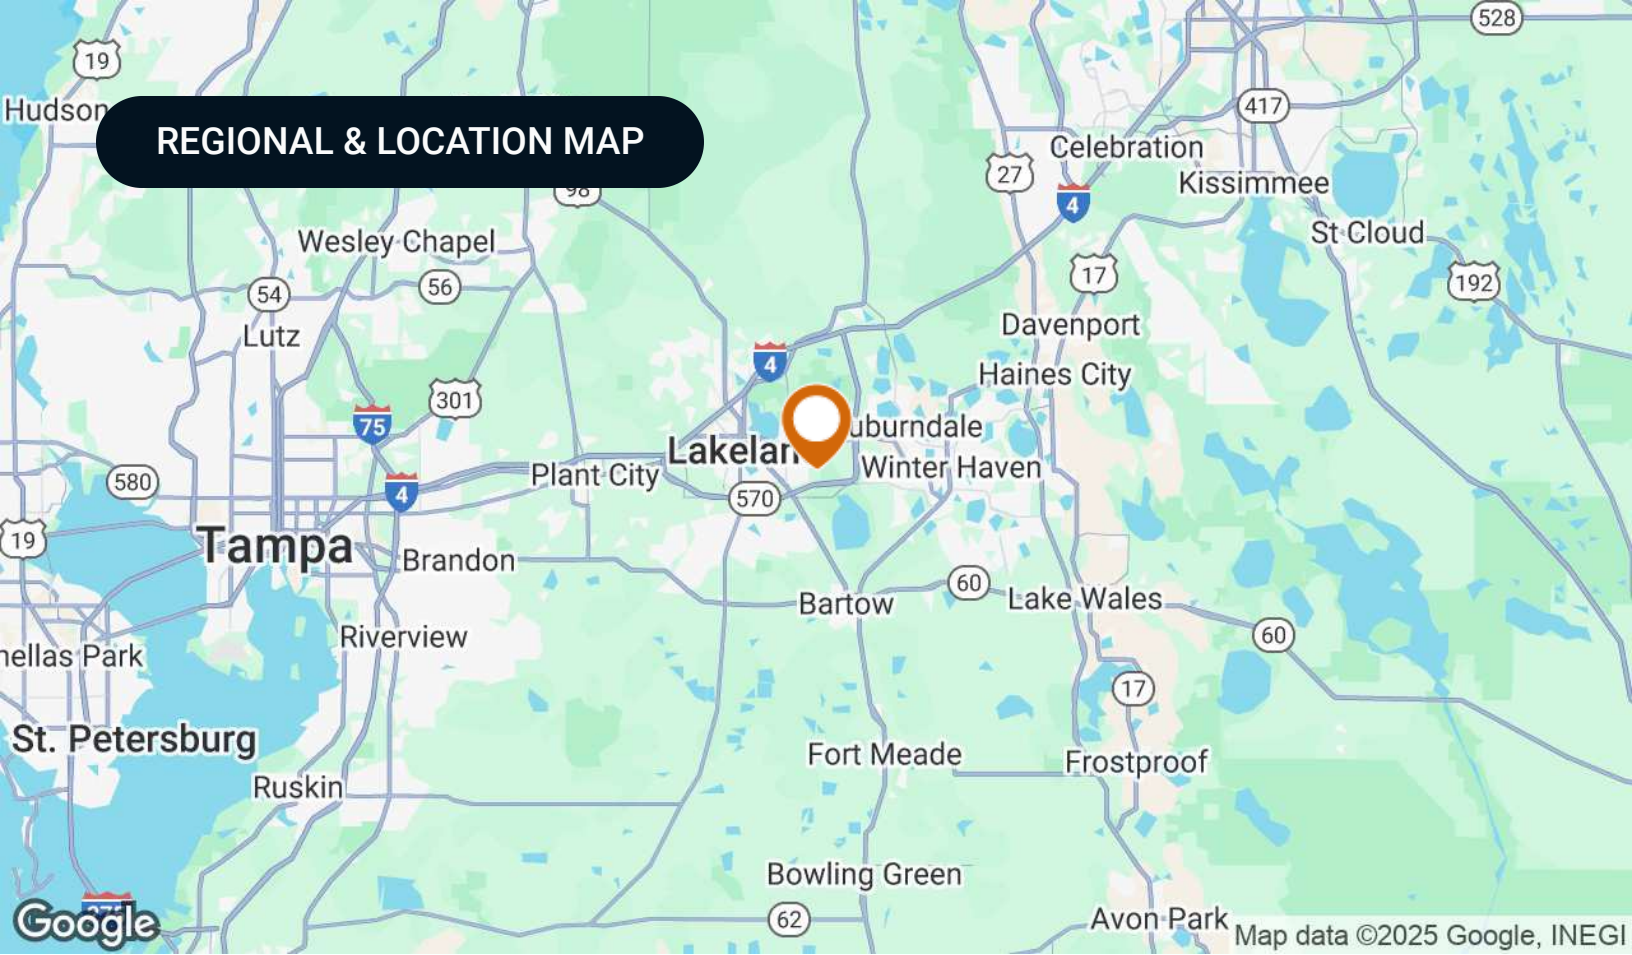 528
19
Hudson
417
REGIONAL & LOCATION MAP
Celebration
27
Kissimmee
98
4
St Cloud
Wesley Chapel
17
192
56
54
Davenport
Lutz
4
Haines City
301
75
uburndale
Lakelan
Winter Haven
Plant City
580
4
570
19
Tampa
Brandon
60
Lake Wales
Bartow
Riverview
60
nellas Park
17
St. Petersburg
Fort Meade
Frostproof
Ruskin
Bowling Green
62
Avon Park
275
Google
Map data ©2025 Google, INEGI